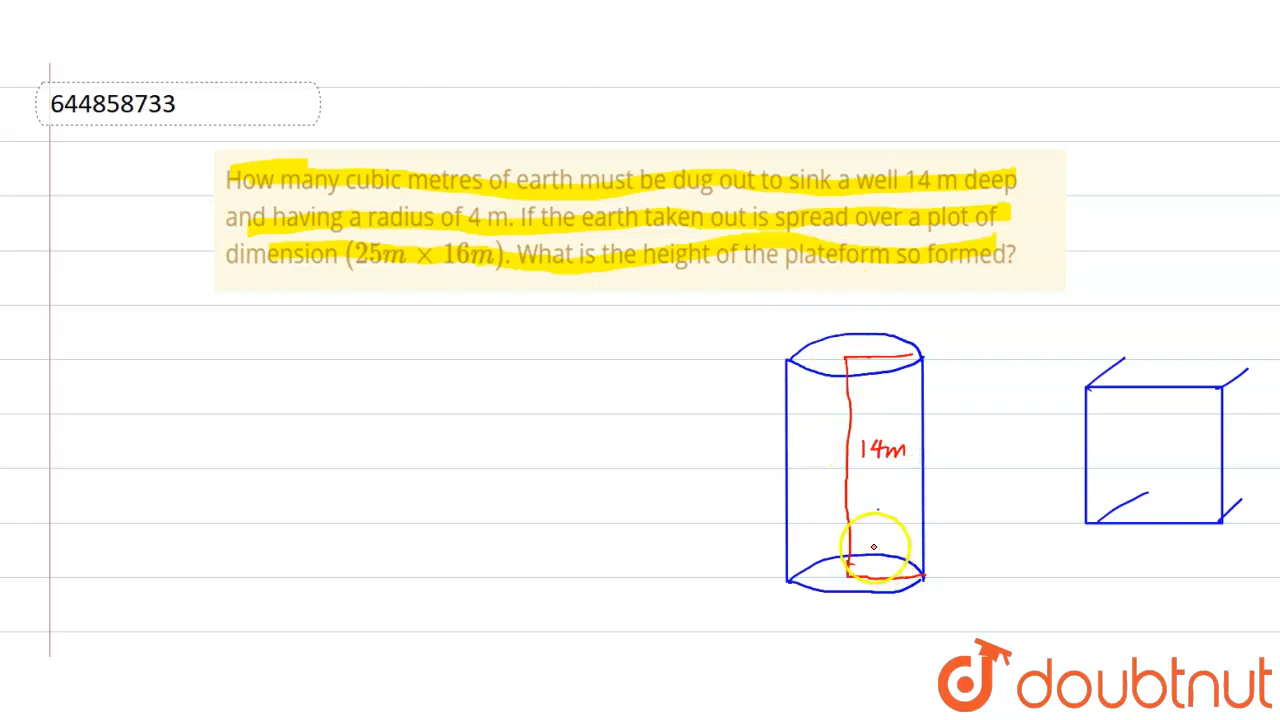 644858733
How many cubic metres of earth must be dug out to sink a well 14 m deep
and having a radius of 4 m. If the earth taken out is spread over a plot of
dimension (25m × 16m). What is the height of the plateform so formed?
14m
doubtnut